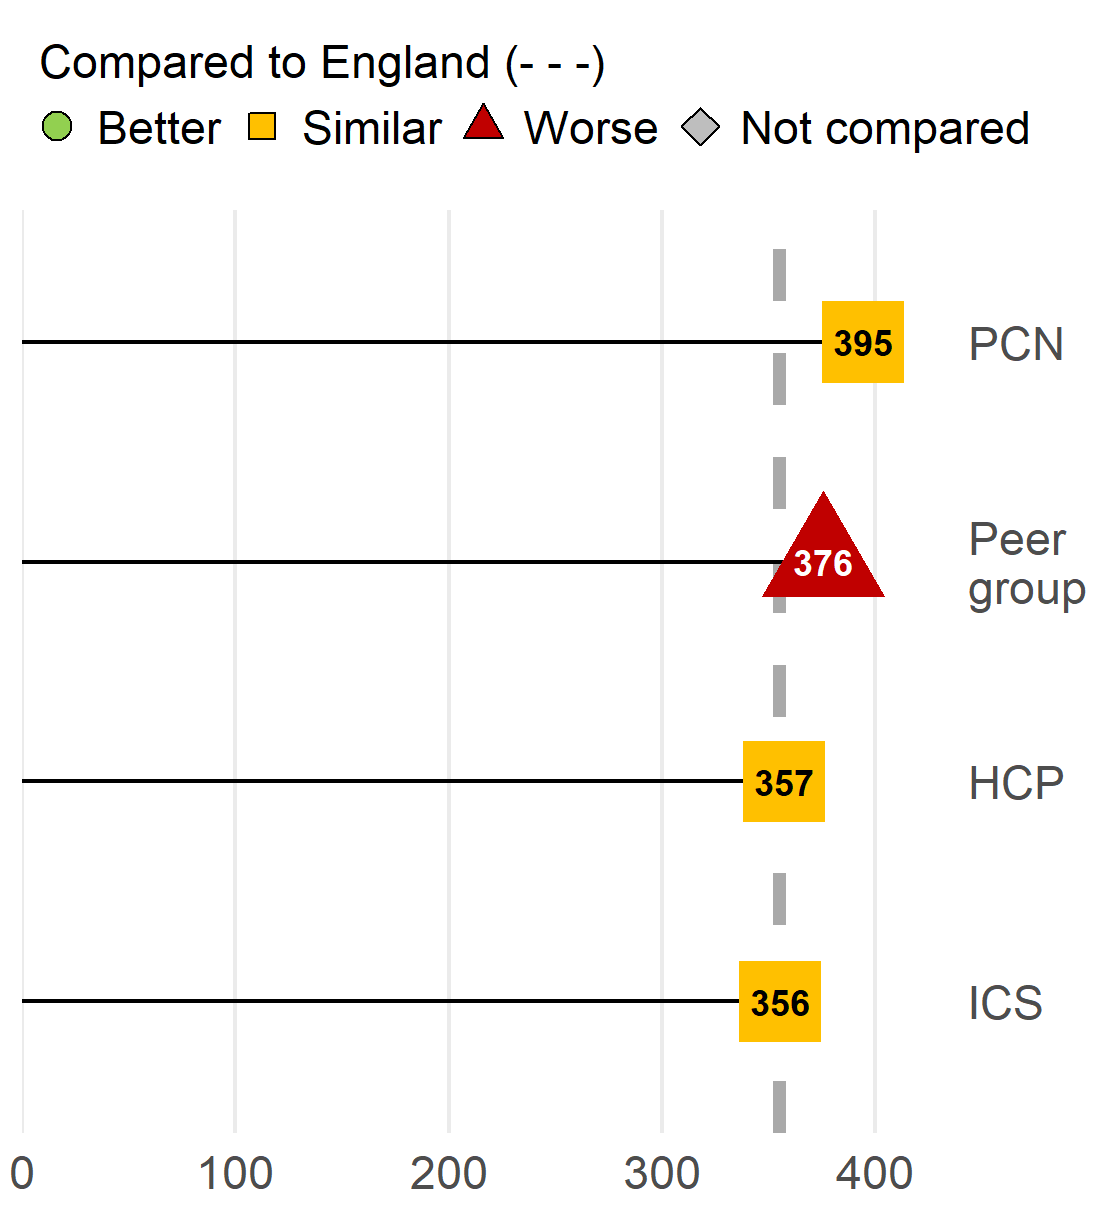 Compared to England (- - -)
Better Similar Worse Not compared
395 PCN
376 Peer
group
357 HCP
356 ICS
0 100 200 300 400